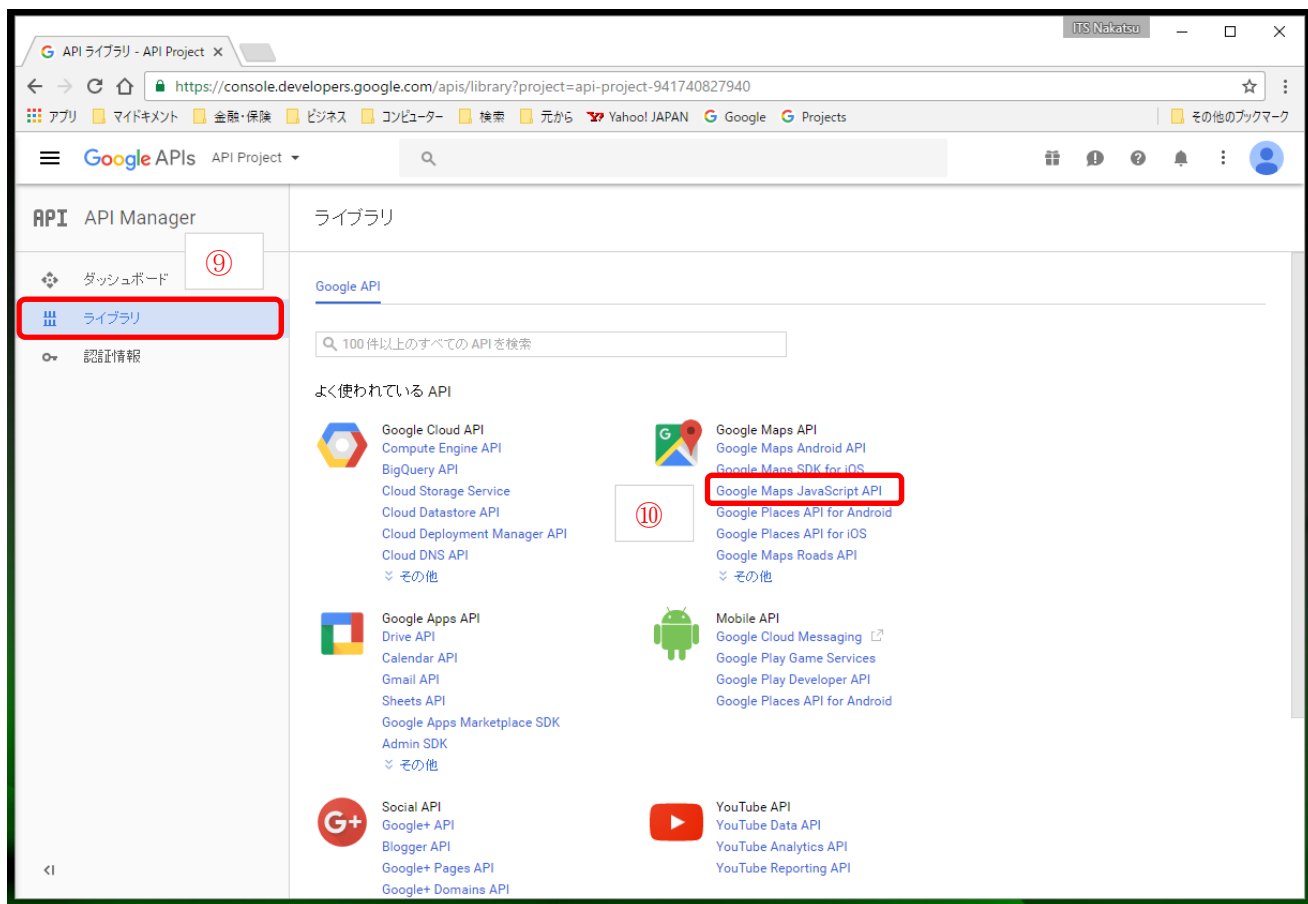 ITS Nakatsu
API ライブラリ - API Project
https://console.developers.google.com/apis/library?project=api-project-941740827940
アプリ マイドキメント 金融・保険 ビジネス コンピューター 検索 元から Yahoo! JAPAN Google Projects その他のブックマーク
Google APIs API Project
API API Manager
ライブラリ
⑨
ダッシュボード
ライブラリ
認証情報
Google API
100 件以上のすべての API を検索
よく使われている API
Google Cloud API
Compute Engine API
BigQuery API
Cloud Storage Service
Cloud Datastore API
Cloud Deployment Manager API
Cloud DNS API
その他
Google Maps API
Google Maps Android API
Google Maps SDK for iOS
Google Maps JavaScript API
⑩
Google Places API for Android
Google Places API for iOS
Google Maps Roads API
その他
Google Apps API
Drive API
Calendar API
Gmail API
Sheets API
Google Apps Marketplace SDK
Admin SDK
その他
Mobile API
Google Cloud Messaging
Google Play Game Services
Google Play Developer API
Google Places API for Android
Social API
Google+ API
Blogger API
Google+ Pages API
Google+ Domains API
YouTube API
YouTube Data API
YouTube Analytics API
YouTube Reporting API